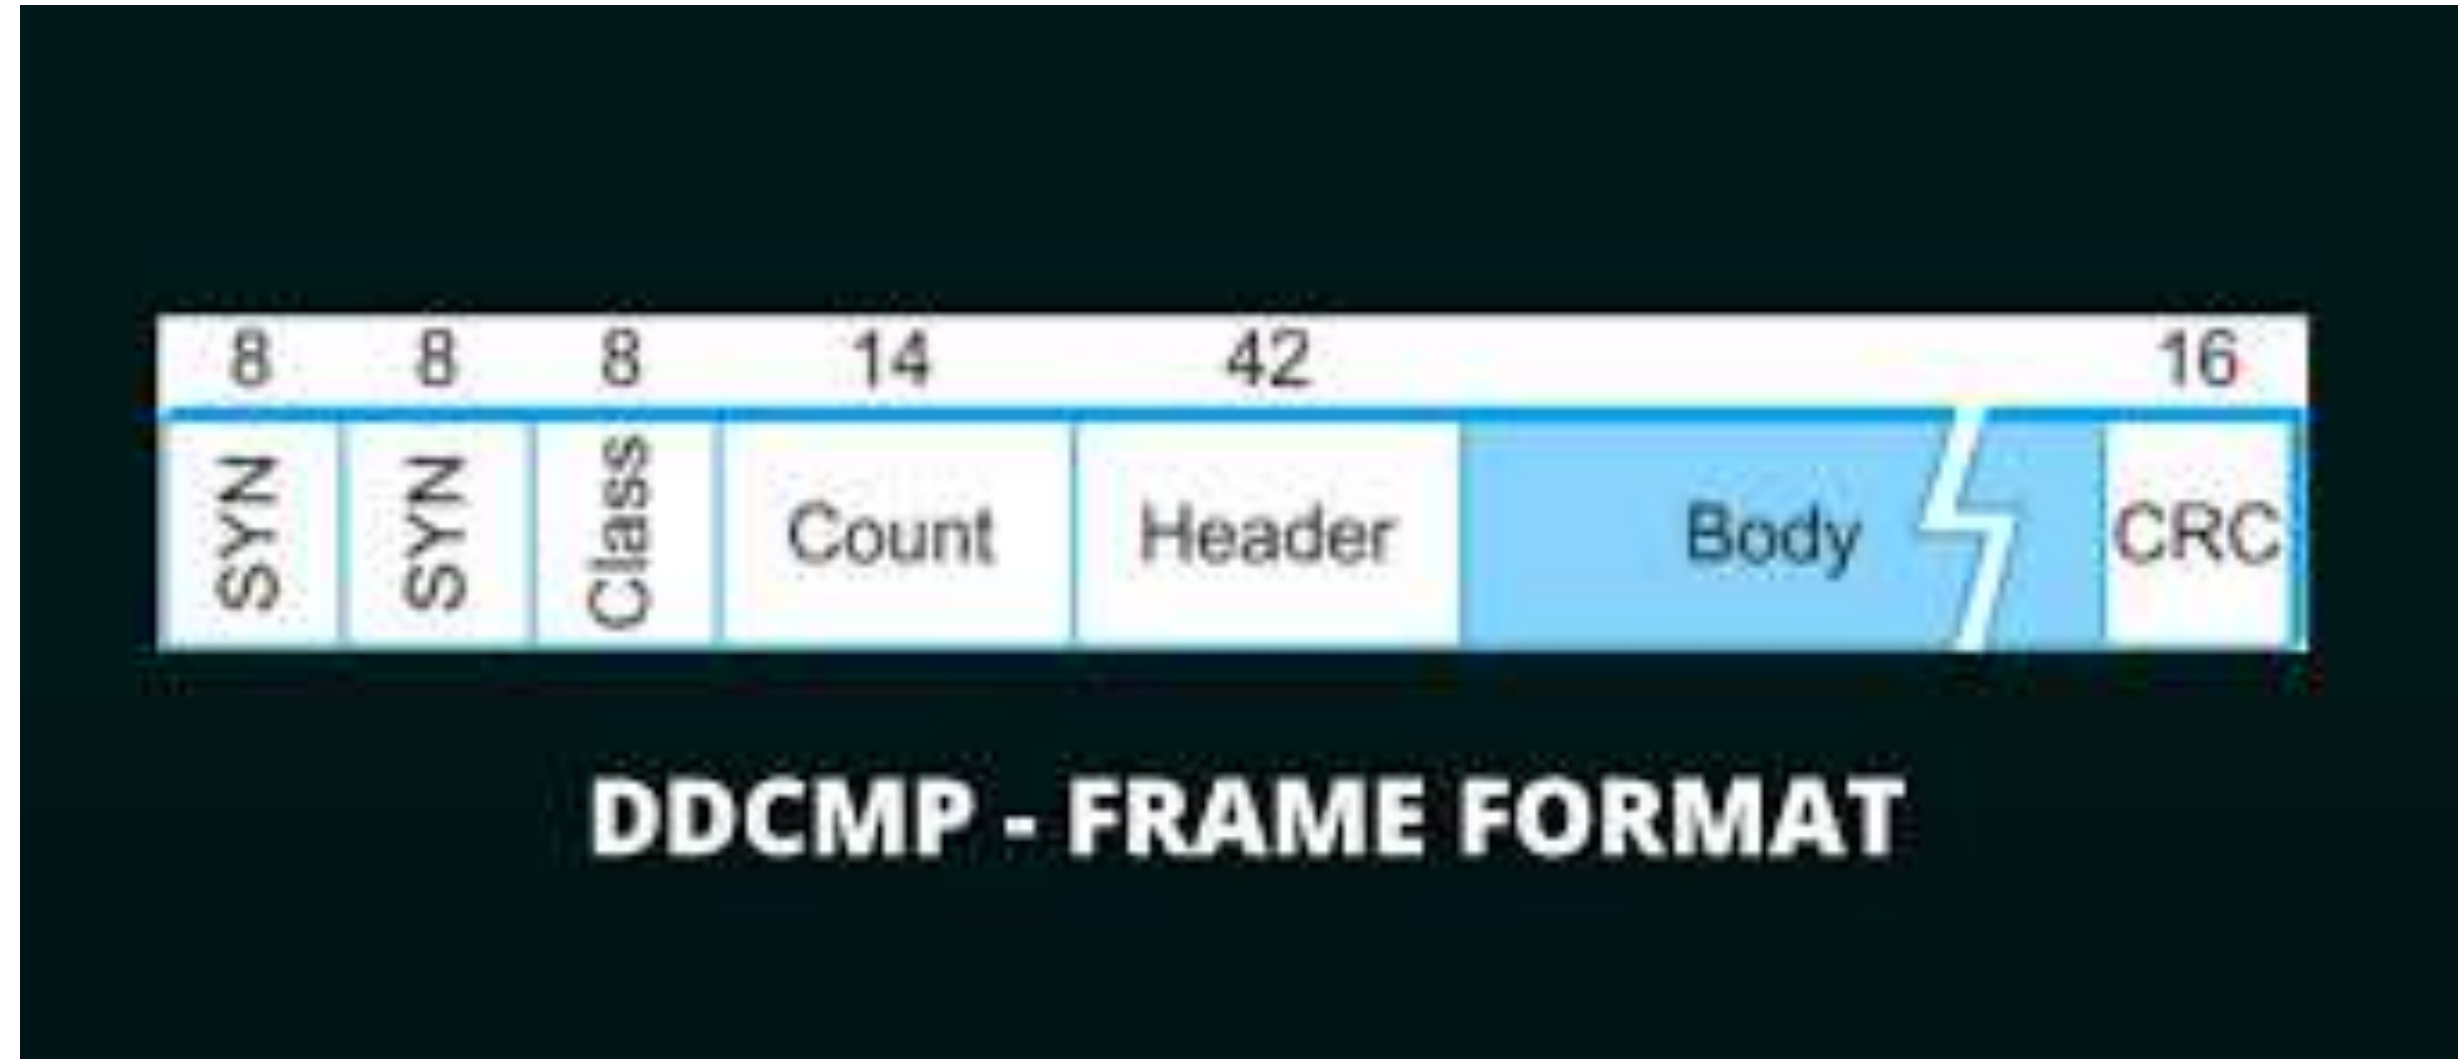 8 8 8 14 42 16
SYN SYN Class Count Header Body CRC
DDCMP - FRAME FORMAT